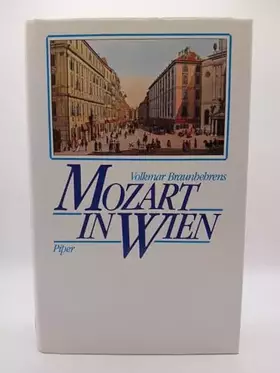 Volkmar Braunbehrens
MOZART
IN WIEN
Piper